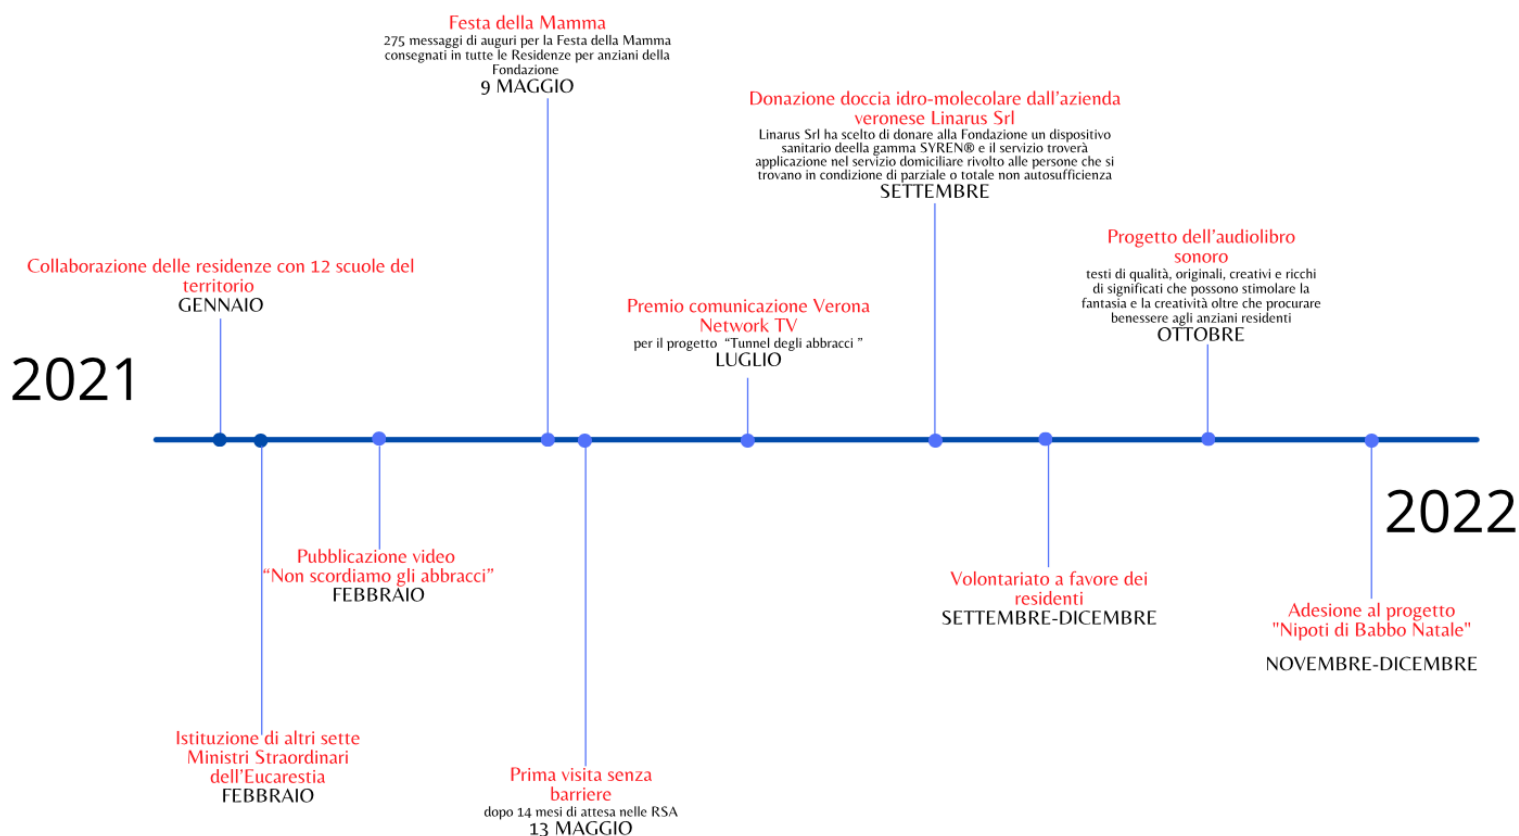 Festa della Mamma
275 messaggi di auguri per la Festa della Mamma
consegnati in tutte le Residenze per anziani della
Fondazione
9 MAGGIO
Donazione doccia idro-molecolare dall'azienda
veronese Linarus Srl
Linarus Srl ha scelto di donare alla Fondazione un dispositivo
sanitario deella gamma SYREN® e il servizio troverà
applicazione nel servizio domiciliare rivolto alle persone che si
trovano in condizione di parziale o totale non autosufficienza
SETTEMBRE
Progetto dell'audiolibro
sonoro
testi di qualità, originali, creativi e ricchi
di significati che possono stimolare la
fantasia e la creatività oltre che procurare
benessere agli anziani residenti
OTTOBRE
Collaborazione delle residenze con 12 scuole del
territorio
GENNAIO
Premio comunicazione Verona
Network TV
per il progetto “Tunnel degli abbracci ”
LUGLIO
2021
2022
Pubblicazione video
“Non scordiamo gli abbracci”
FEBBRAIO
Volontariato a favore dei
residenti
SETTEMBRE-DICEMBRE
Adesione al progetto
"Nipoti di Babbo Natale"
NOVEMBRE-DICEMBRE
Istituzione di altri sette
Ministri Straordinari
dell'Eucarestia
FEBBRAIO
Prima visita senza
barriere
dopo 14 mesi di attesa nelle RSA
13 MAGGIO